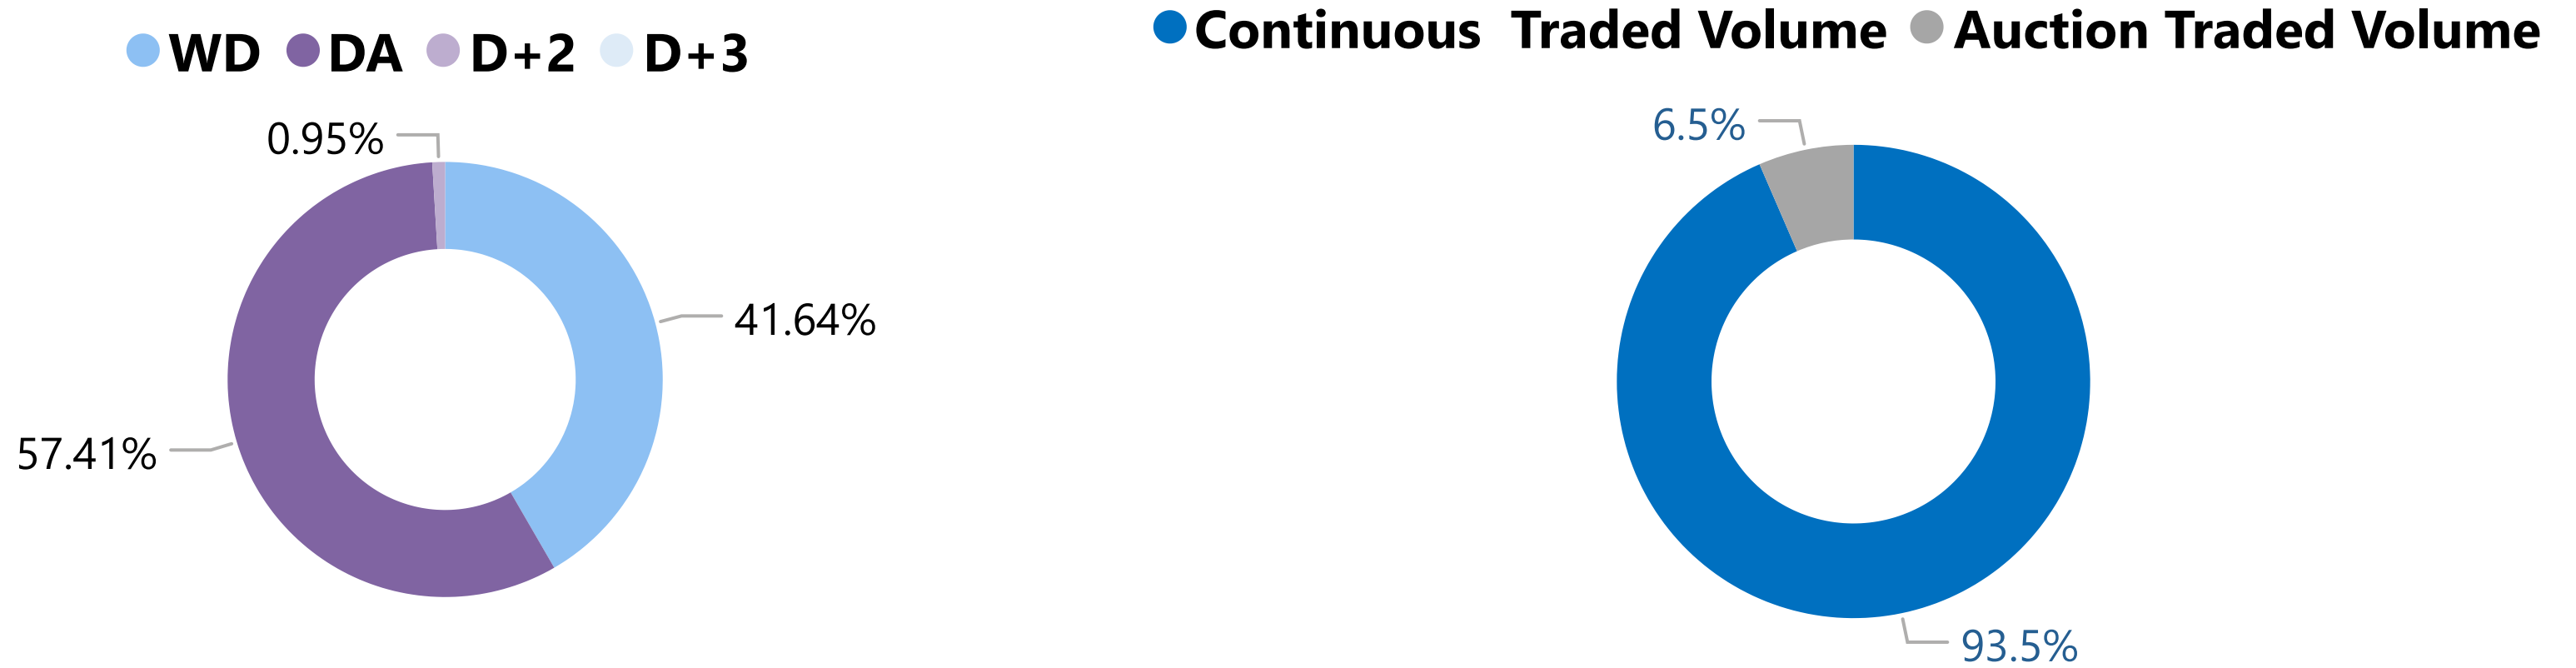 WD DA D+2 D+3
0.95%
41.64%
57.41%
Continuous Traded Volume Auction Traded Volume
6.5%
93.5%